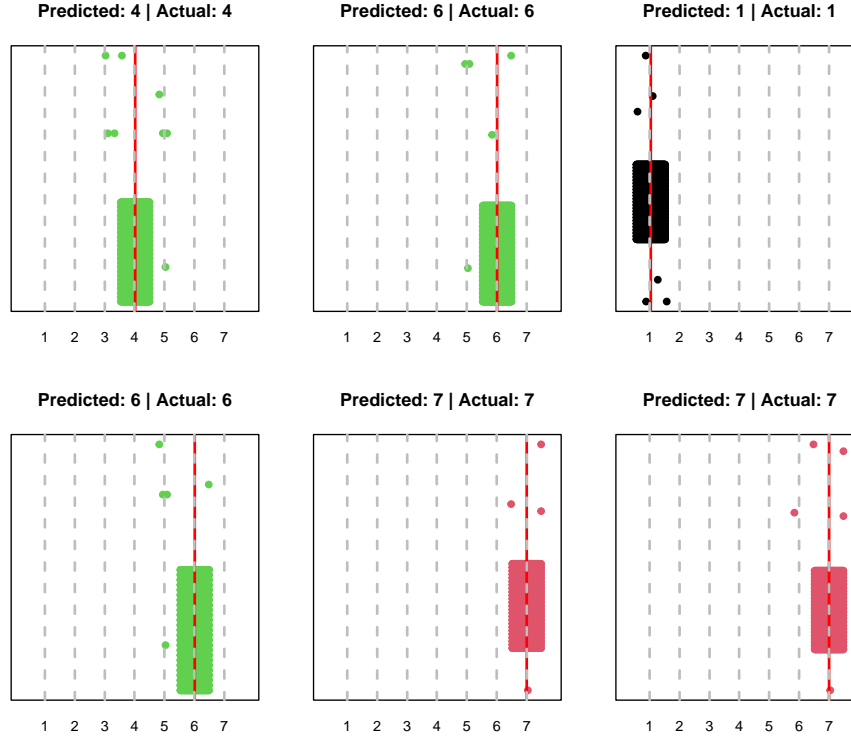 Predicted: 4 | Actual: 4
Predicted: 6 | Actual: 6
Predicted: 1 | Actual: 1
1 2 3 4 5 6 7
1 2 3 4 5 6 7
1 2 3 4 5 6 7
Predicted: 6 | Actual: 6
Predicted: 7 | Actual: 7
Predicted: 7 | Actual: 7
1 2 3 4 5 6 7
1 2 3 4 5 6 7
1 2 3 4 5 6 7